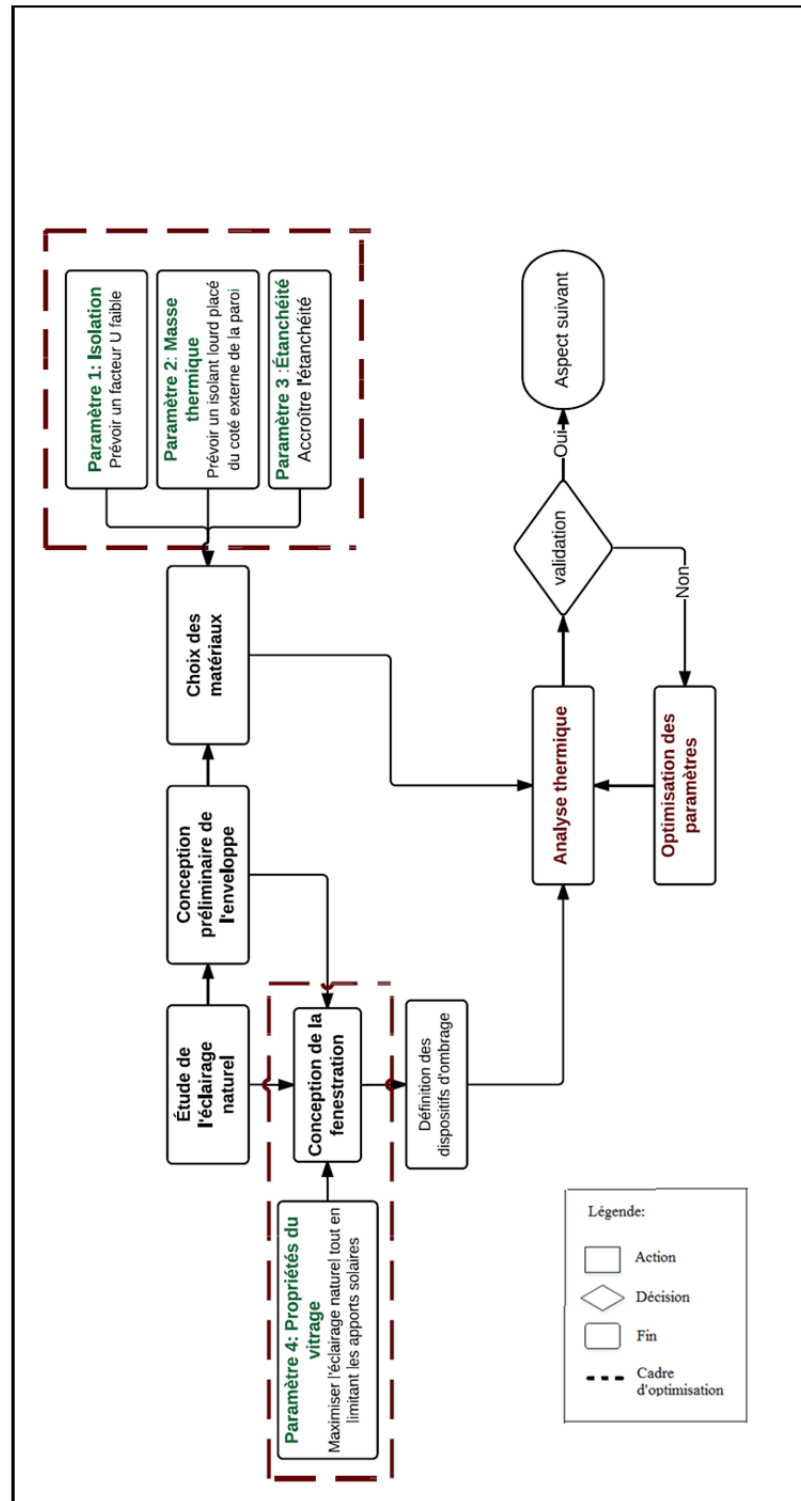 Paramètre 1: Isolation
Prévoir un facteur U faible
Paramètre 2: Masse
thermique
Prévoir un isolant lourd placé
du coté externe de la paroi
Paramètre 3 :Étanchéité
Accroître l'étanchéité
Étude de
l'éclairage
naturel
Conception
préliminaire de
l'enveloppe
Choix des
matériaux
Paramètre 4: Propriétés du
vitrage
Maximiser l'éclairage naturel tout en
limitant les apports solaires
Conception de la
fenestration
Définition des
dispositifs d'ombrage
Analyse thermique
validation
Oui
Aspect suivant
Non
Optimisation des
paramètres
Légende:
Action
Décision
Fin
Cadre
d'optimisation